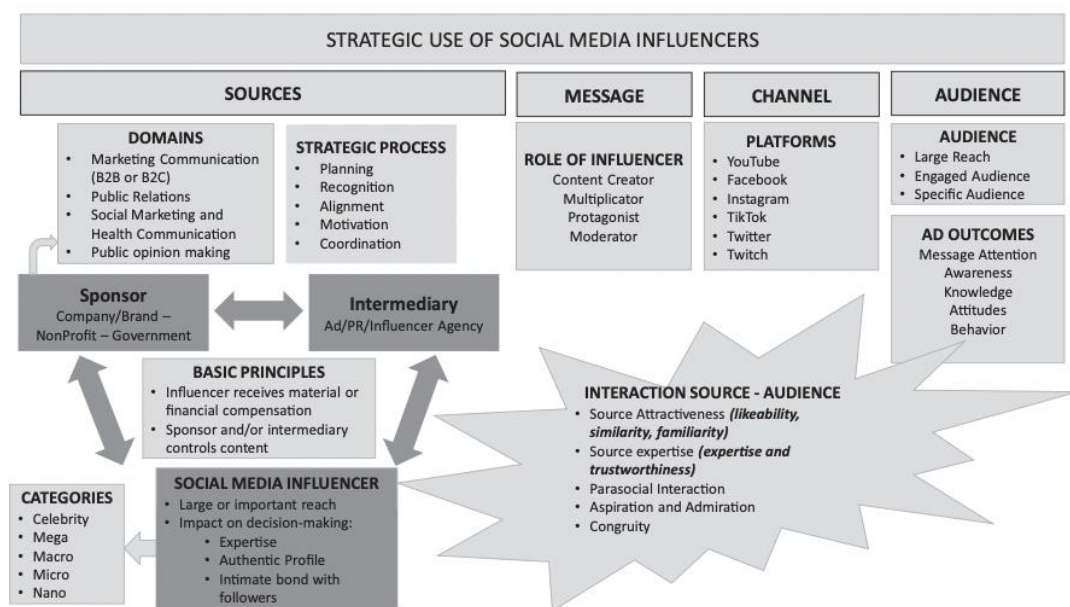 STRATEGIC USE OF SOCIAL MEDIA INFLUENCERS
SOURCES
MESSAGE
CHANNEL
AUDIENCE
DOMAINS
• Marketing Communication
(B2B or B2C)
• Public Relations
• Social Marketing and
Health Communication
• Public opinion making
STRATEGIC PROCESS
• Planning
• Recognition
• Alignment
• Motivation
• Coordination
ROLE OF INFLUENCER
Content Creator
Multiplicator
Protagonist
Moderator
PLATFORMS
• YouTube
• Facebook
• Instagram
• TikTok
• Twitter
• Twitch
AUDIENCE
• Large Reach
• Engaged Audience
• Specific Audience
AD OUTCOMES
Message Attention
Awareness
Knowledge
Attitudes
Behavior
Sponsor
Company/Brand –
NonProfit – Government
Intermediary
Ad/PR/Influencer Agency
BASIC PRINCIPLES
• Influencer receives material or
financial compensation
• Sponsor and/or intermediary
controls content
INTERACTION SOURCE - AUDIENCE
• Source Attractiveness (likeability,
similarity, familiarity)
• Source expertise (expertise and
trustworthiness)
• Parasocial Interaction
• Aspiration and Admiration
• Congruity
SOCIAL MEDIA INFLUENCER
• Large or important reach
• Impact on decision-making:
• Expertise
• Authentic Profile
• Intimate bond with
followers
CATEGORIES
• Celebrity
• Mega
• Macro
• Micro
• Nano